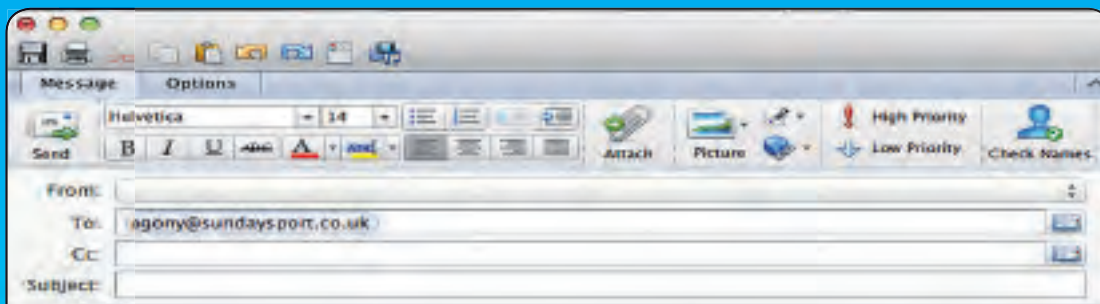 Message Options
Helvetica 14 High Priority
Send B I U ABC A Attach Picture Low Priority Check Names
From:
To: agony@sundaysport.co.uk
Cc:
Subject: